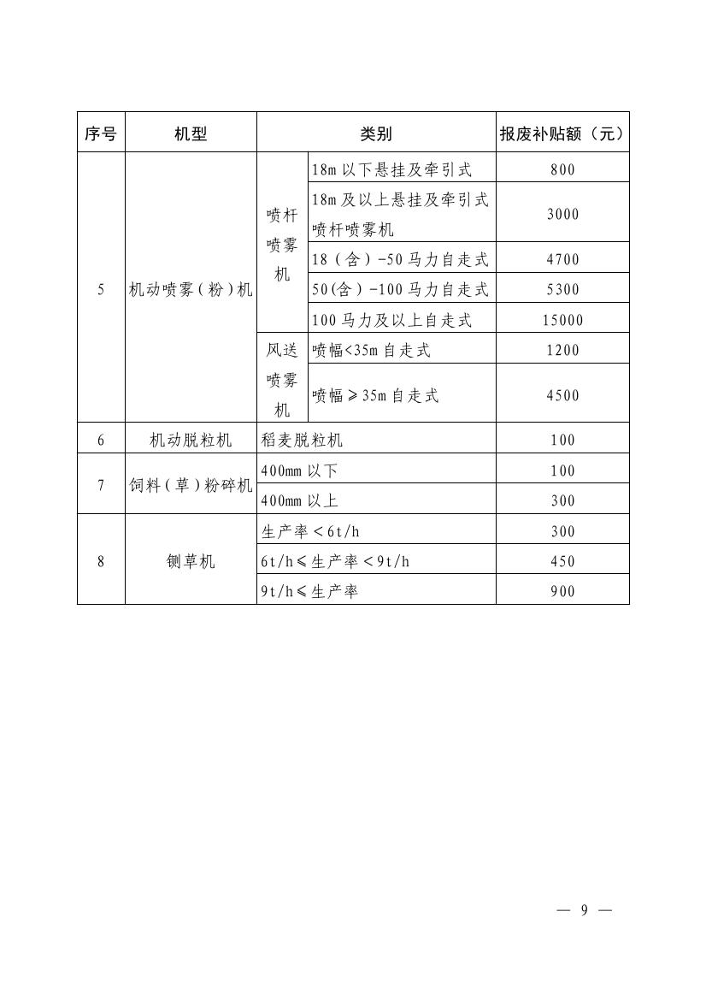 序号 机型 类别 报废补贴额（元）
5 机动喷雾(粉)机 喷杆喷雾机 18m 以下悬挂及牵引式 800
18m 及以上悬挂及牵引式
喷杆喷雾机 3000
18（含）-50 马力自走式 4700
50(含）-100 马力自走式 5300
100 马力及以上自走式 15000
风送喷雾机 喷幅<35m 自走式 1200
喷幅≥35m 自走式 4500
6 机动脱粒机 稻麦脱粒机 100
7 饲料(草)粉碎机 400mm 以下 100
400mm 以上 300
8 铡草机 生产率＜6t/h 300
6t/h≤生产率＜9t/h 450
9t/h≤生产率 900
— 9 —